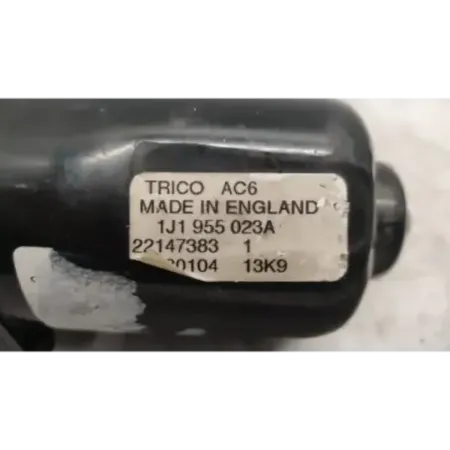 TRICO AC6
MADE IN ENGLAND
1J1 955 023A
22147383 1
13K9